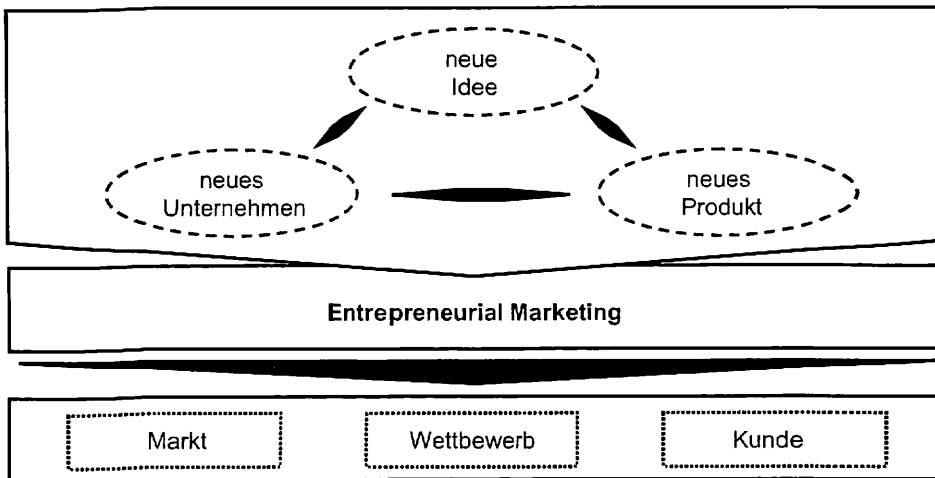 neue
Idee
neues
Unternehmen
neues
Produkt
Entrepreneurial Marketing
Markt
Wettbewerb
Kunde